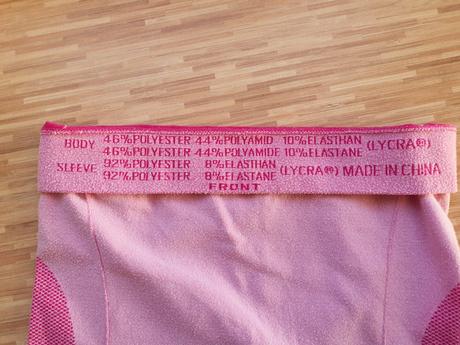 BODY 46%POLYESTER 44%POLYAMID 10%ELASTHAN (LYCRA®)
46%POLYESTER 44%POLYAMIDE 10%ELASTANE
SLEEVE 92%POLYESTER 8%ELASTHAN (LYCRA®) MADE IN CHINA
92%POLYESTER 8%ELASTANE
FRONT